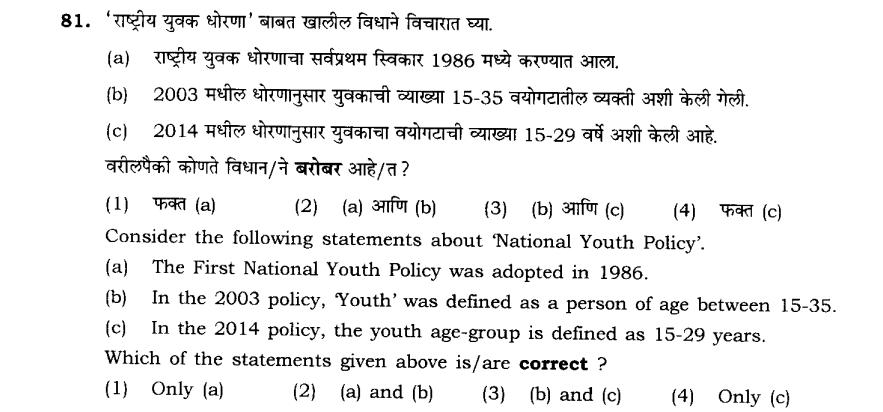 81. 'राष्ट्रीय युवक धोरणा' बाबत खालील विधाने विचारात घ्या.
(a) राष्ट्रीय युवक धोरणाचा सर्वप्रथम स्विकार 1986 मध्ये करण्यात आला.
(b) 2003 मधील धोरणानुसार युवकाची व्याख्या 15-35 वयोगटातील व्यक्ती अशी केली गेली.
(c) 2014 मधील धोरणानुसार युवकाचा वयोगटाची व्याख्या 15-29 वर्षे अशी केली आहे.
वरीलपैकी कोणते विधान/ने बरोबर आहे/त ?
(1) फक्त (a) (2) (a) आणि (b) (3) (b) आणि (c) (4) फक्त (c)
Consider the following statements about 'National Youth Policy'.
(a) The First National Youth Policy was adopted in 1986.
(b) In the 2003 policy, 'Youth' was defined as a person of age between 15-35.
(c) In the 2014 policy, the youth age-group is defined as 15-29 years.
Which of the statements given above is/are correct ?
(1) Only (a) (2) (a) and (b) (3) (b) and (c) (4) Only (c)